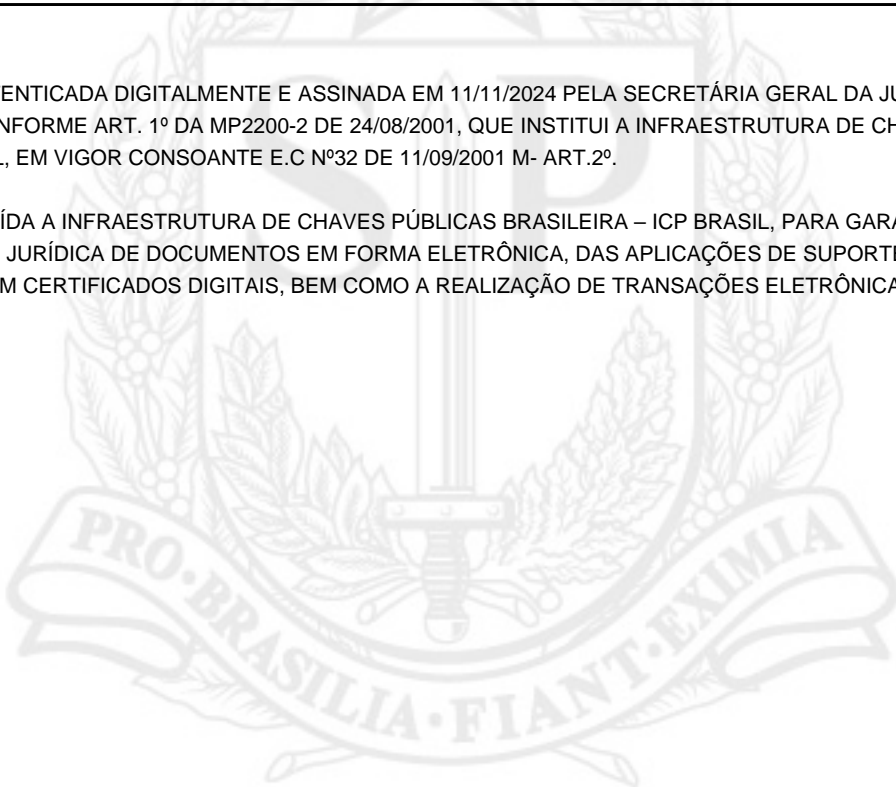 ENTICADA DIGITALMENTE E ASSINADA EM 11/11/2024 PELA SECRETÁRIA GERAL DA JU
NFORME ART. 1º DA MP2200-2 DE 24/08/2001, QUE INSTITUI A INFRAESTRUTURA DE CH
L, EM VIGOR CONSOANTE E.C Nº32 DE 11/09/2001 M- ART.2º.
ÍDA A INFRAESTRUTURA DE CHAVES PÚBLICAS BRASILEIRA – ICP BRASIL, PARA GARA
JURÍDICA DE DOCUMENTOS EM FORMA ELETRÔNICA, DAS APLICAÇÕES DE SUPORTE
M CERTIFICADOS DIGITAIS, BEM COMO A REALIZAÇÃO DE TRANSAÇÕES ELETRÔNICA
SP
PRO·BRASILIA·FIANT·EXIMIA